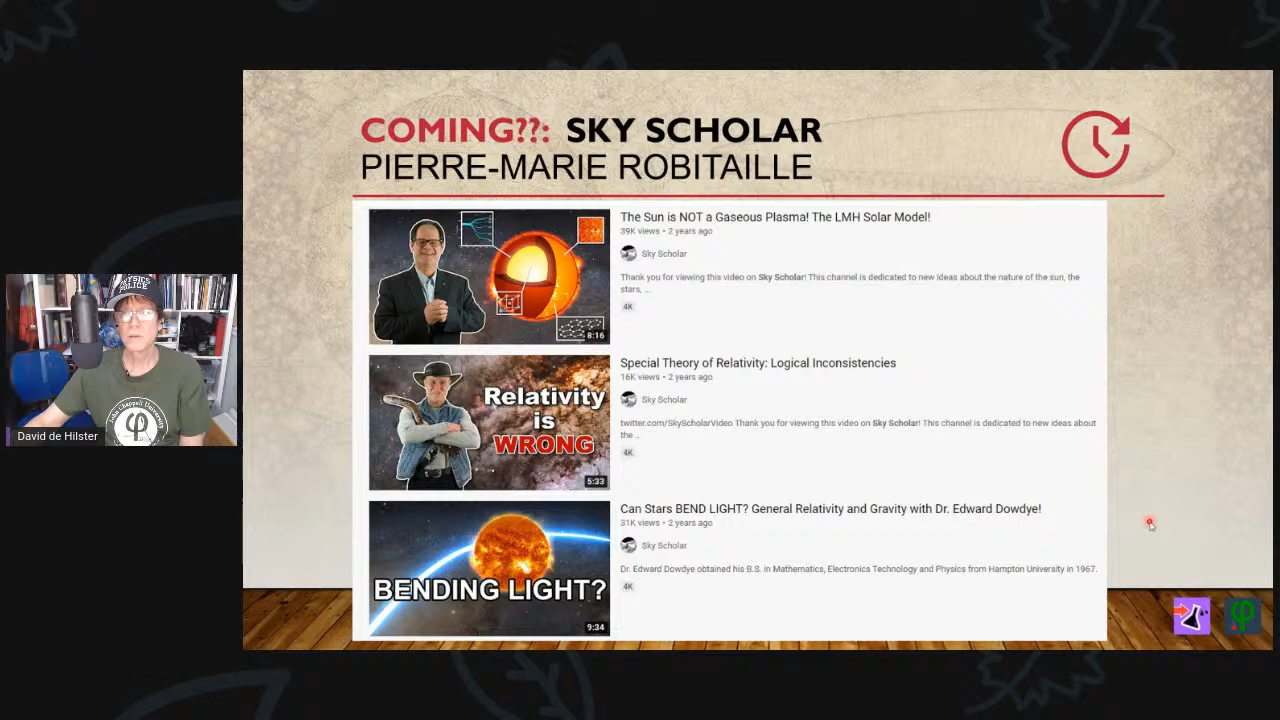 COMING??: SKY SCHOLAR
PIERRE-MARIE ROBITAILLE
8:16
The Sun is NOT a Gaseous Plasma! The LMH Solar Model!
39K views • 2 years ago
Sky Scholar
Thank you for viewing this video on Sky Scholar! This channel is dedicated to new ideas about the nature of the sun, the
stars, ...
4K
Relativity
is
WRONG
5:33
Special Theory of Relativity: Logical Inconsistencies
16K views • 2 years ago
Sky Scholar
twitter.com/SkyScholarVideo Thank you for viewing this video on Sky Scholar! This channel is dedicated to new ideas about
the ...
4K
BENDING LIGHT?
9:34
Can Stars BEND LIGHT? General Relativity and Gravity with Dr. Edward Dowdye!
31K views • 2 years ago
Sky Scholar
Dr. Edward Dowdye obtained his B.S. in Mathematics, Electronics Technology and Physics from Hampton University in 1967.
4K
PHYSICS
POLICE
John Chappell University
David de Hilster